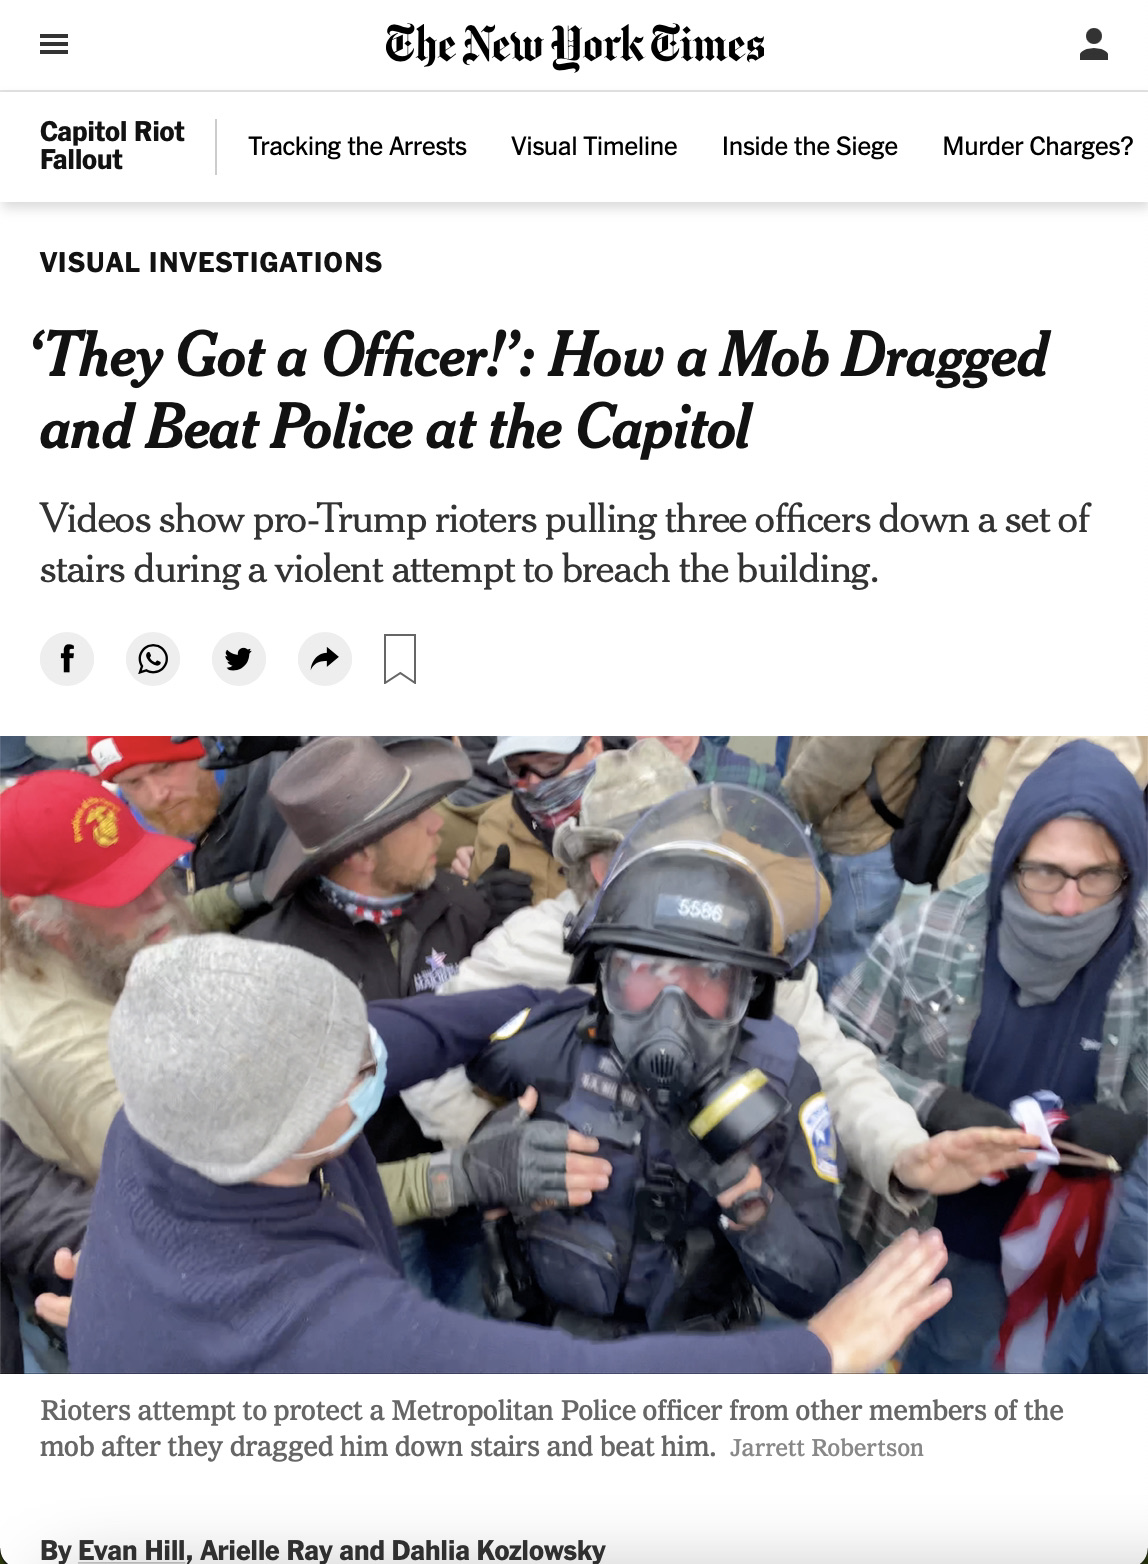 The New York Times
Capitol Riot
Fallout
Tracking the Arrests
Visual Timeline
Inside the Siege
Murder Charges?
VISUAL INVESTIGATIONS
‘They Got a Officer!’: How a Mob Dragged
and Beat Police at the Capitol
Videos show pro-Trump rioters pulling three officers down a set of
stairs during a violent attempt to breach the building.
5586
Rioters attempt to protect a Metropolitan Police officer from other members of the
mob after they dragged him down stairs and beat him. Jarrett Robertson
By Evan Hill, Arielle Ray and Dahlia Kozlowsky